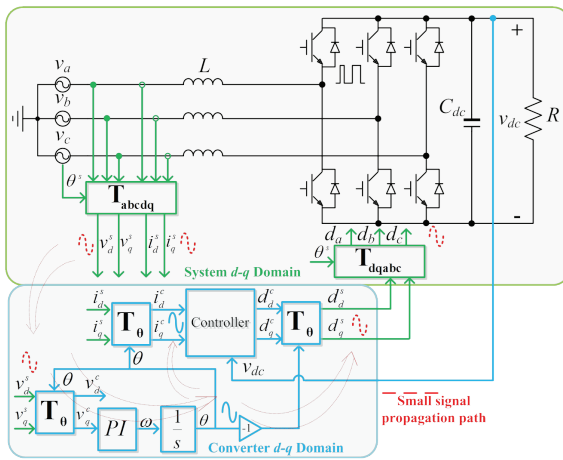 v_a
L
v_b
v_c
+
C_dc
v_dc
R
-
θ^s
T_abcdq
v_d^s
v_q^s
i_d^s
i_q^s
d_a
d_b
d_c
θ^s
T_dqabc
System d-q Domain
i_d^s
i_q^s
T_θ
i_d^c
i_q^c
Controller
d_d^c
d_q^c
T_θ
d_d^s
d_q^s
θ
v_dc
v_d^s
v_q^s
θ
T_θ
v_d^c
v_q^c
PI
ω
1
s
θ
-1
Small signal
propagation path
Converter d-q Domain